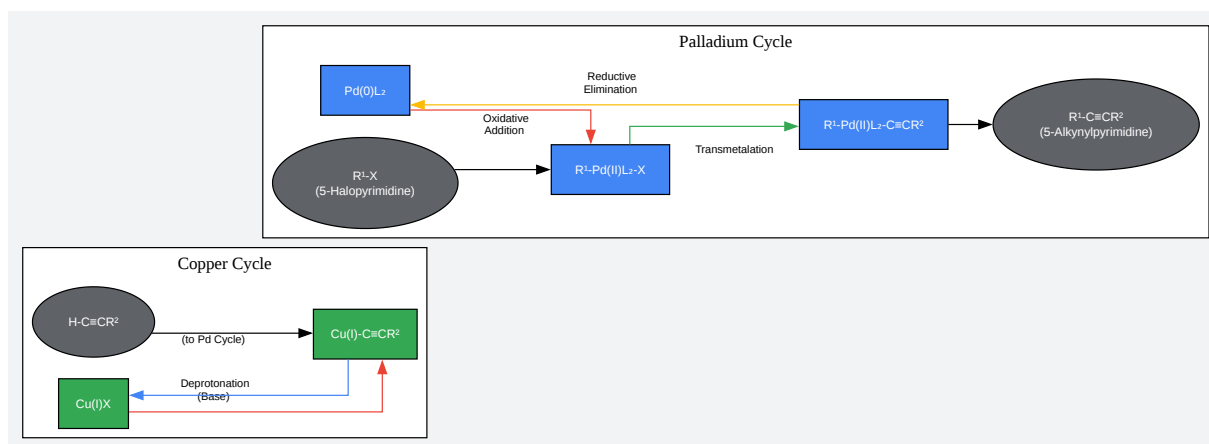 Palladium Cycle
Pd(0)L₂
Reductive
Elimination
Oxidative
Addition
R¹-X
(5-Halopyrimidine)
R¹-Pd(II)L₂-X
Transmetalation
R¹-Pd(II)L₂-C≡CR²
R¹-C≡CR²
(5-Alkynylpyrimidine)
Copper Cycle
H-C≡CR²
(to Pd Cycle)
Cu(I)-C≡CR²
Deprotonation
(Base)
Cu(I)X